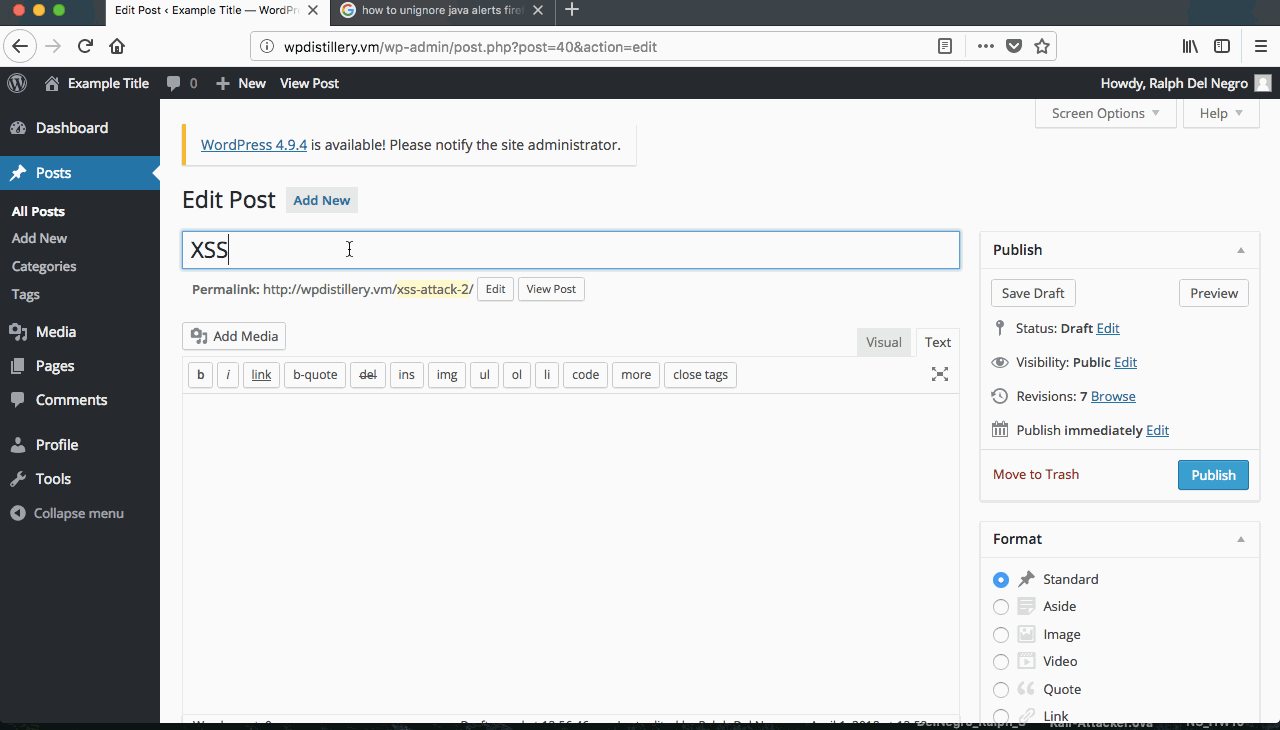 Edit Post ‹ Example Title — WordPr
how to unignore java alerts firef
wpdistillery.vm/wp-admin/post.php?post=40&action=edit
Example Title 0 New View Post Howdy, Ralph Del Negro
Screen Options Help
Dashboard
Posts
All Posts
Add New
Categories
Tags
Media
Pages
Comments
Profile
Tools
Collapse menu
WordPress 4.9.4 is available! Please notify the site administrator.
Edit Post Add New
XSS
Permalink: http://wpdistillery.vm/xss-attack-2/ Edit View Post
Add Media
Visual Text
b i link b-quote del ins img ul ol li code more close tags
Publish
Save Draft Preview
Status: Draft Edit
Visibility: Public Edit
Revisions: 7 Browse
Publish immediately Edit
Move to Trash Publish
Format
Standard
Aside
Image
Video
Quote
Link